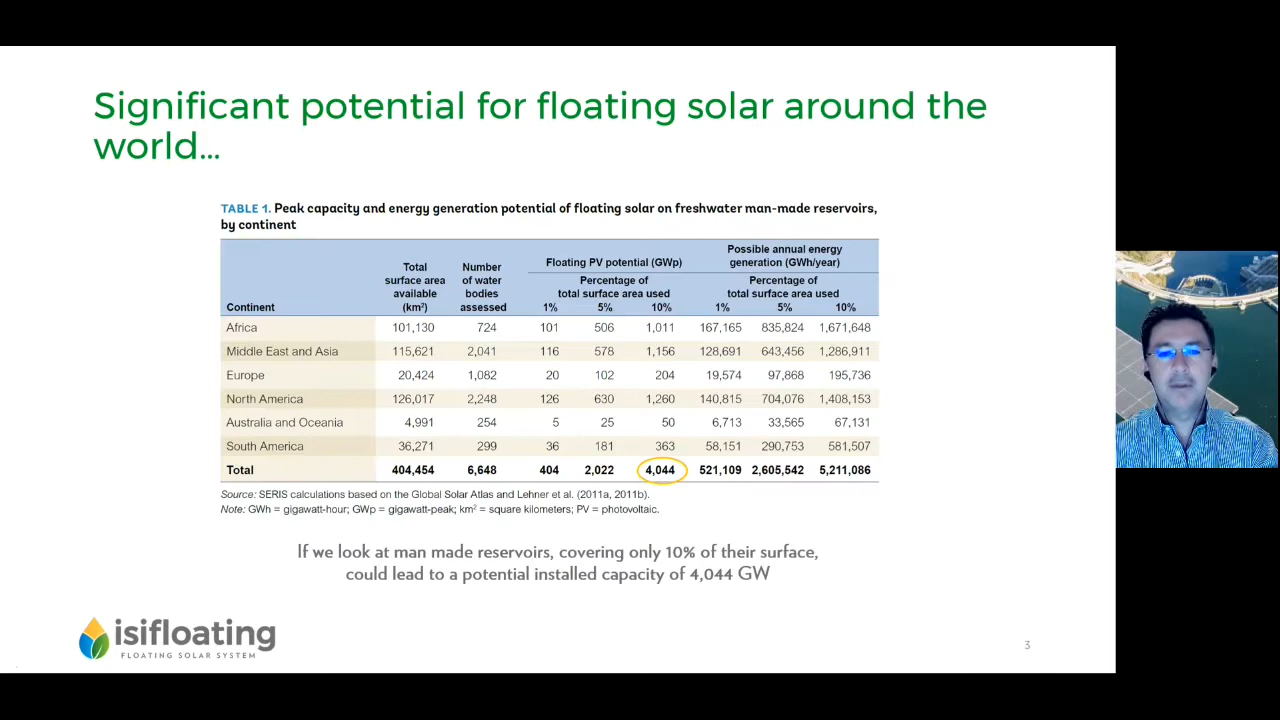 Significant potential for floating solar around the
world…
TABLE 1. Peak capacity and energy generation potential of floating solar on freshwater man-made reservoirs,
by continent
Continent
Total
surface area
available
(km²)
Number
of water
bodies
assessed
Floating PV potential (GWp)
Percentage of
total surface area used
1% 5% 10%
Possible annual energy
generation (GWh/year)
Percentage of
total surface area used
1% 5% 10%
Africa 101,130 724 101 506 1,011 167,165 835,824 1,671,648
Middle East and Asia 115,621 2,041 116 578 1,156 128,691 643,456 1,286,911
Europe 20,424 1,082 20 102 204 19,574 97,868 195,736
North America 126,017 2,248 126 630 1,260 140,815 704,076 1,408,153
Australia and Oceania 4,991 254 5 25 50 6,713 33,565 67,131
South America 36,271 299 36 181 363 58,151 290,753 581,507
Total 404,454 6,648 404 2,022 4,044 521,109 2,605,542 5,211,086
Source: SERIS calculations based on the Global Solar Atlas and Lehner et al. (2011a, 2011b).
Note: GWh = gigawatt-hour; GWp = gigawatt-peak; km² = square kilometers; PV = photovoltaic.
If we look at man made reservoirs, covering only 10% of their surface,
could lead to a potential installed capacity of 4,044 GW
isifloating
FLOATING SOLAR SYSTEM
3